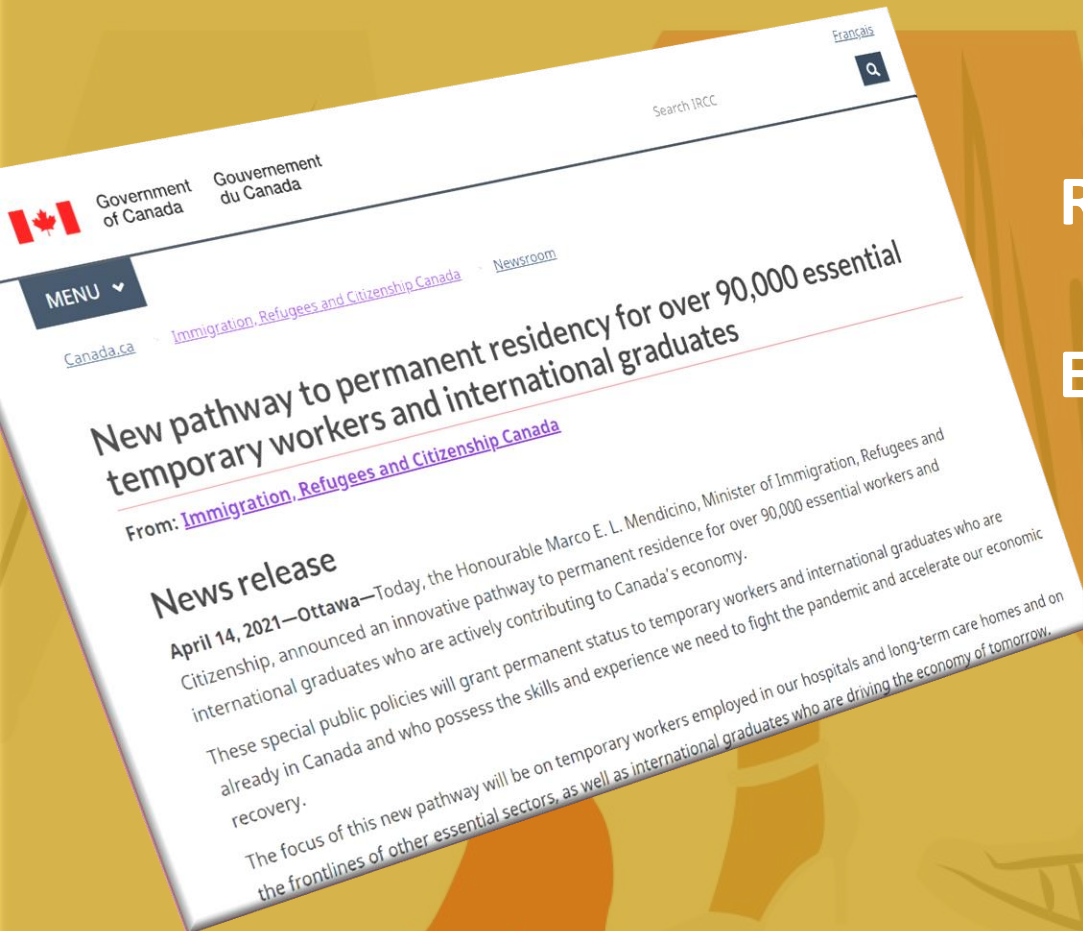 Français
Search IRCC
Government
of Canada
Gouvernement
du Canada
MENU
Canada.ca
Immigration, Refugees and Citizenship Canada
Newsroom
New pathway to permanent residency for over 90,000 essential
temporary workers and international graduates
From: Immigration, Refugees and Citizenship Canada
News release
April 14, 2021—Ottawa—Today, the Honourable Marco E. L. Mendicino, Minister of Immigration, Refugees and
Citizenship, announced an innovative pathway to permanent residence for over 90,000 essential workers and
international graduates who are actively contributing to Canada's economy.
These special public policies will grant permanent status to temporary workers and international graduates who are
already in Canada and who possess the skills and experience we need to fight the pandemic and accelerate our economic
recovery.
The focus of this new pathway will be on temporary workers employed in our hospitals and long-term care homes and on
the frontlines of other essential sectors, as well as international graduates who are driving the economy of tomorrow.
R
E